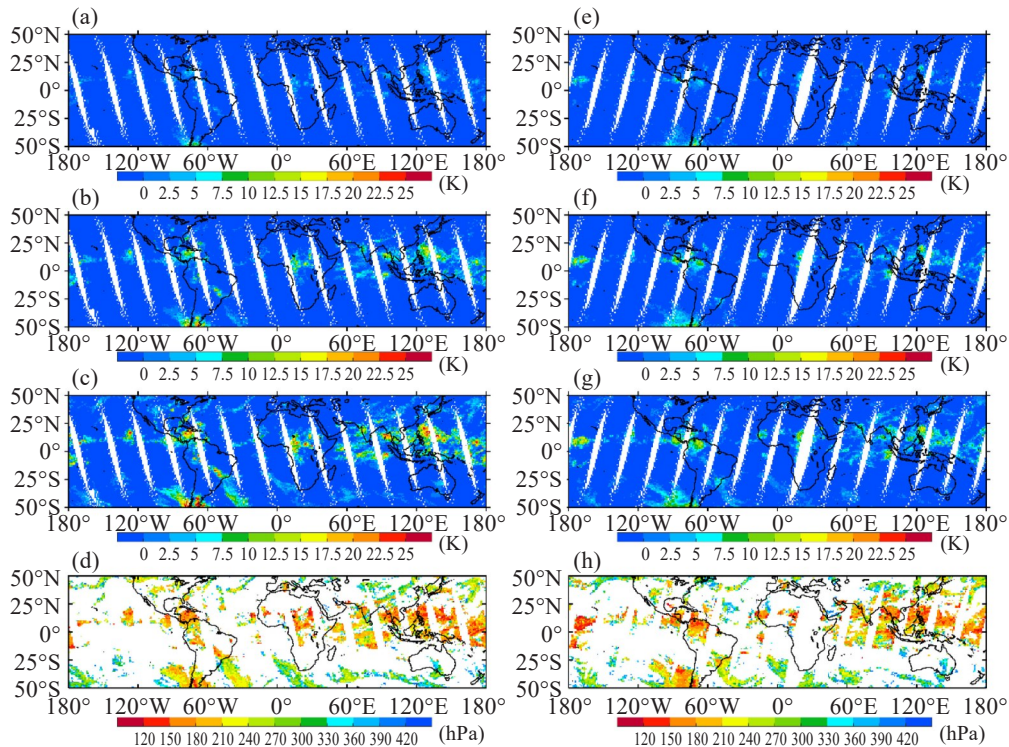 (a) (e)
50°N 50°N
25°N 25°N
0° 0°
25°S 25°S
50°S 50°S
180° 120°W 60°W 0° 60°E 120°E 180° 180° 120°W 60°W 0° 60°E 120°E 180°
0 2.5 5 7.5 10 12.5 15 17.5 20 22.5 25 (K) 0 2.5 5 7.5 10 12.5 15 17.5 20 22.5 25 (K)
(b) (f)
50°N 50°N
25°N 25°N
0° 0°
25°S 25°S
50°S 50°S
180° 120°W 60°W 0° 60°E 120°E 180° 180° 120°W 60°W 0° 60°E 120°E 180°
0 2.5 5 7.5 10 12.5 15 17.5 20 22.5 25 (K) 0 2.5 5 7.5 10 12.5 15 17.5 20 22.5 25 (K)
(c) (g)
50°N 50°N
25°N 25°N
0° 0°
25°S 25°S
50°S 50°S
180° 120°W 60°W 0° 60°E 120°E 180° 180° 120°W 60°W 0° 60°E 120°E 180°
0 2.5 5 7.5 10 12.5 15 17.5 20 22.5 25 (K) 0 2.5 5 7.5 10 12.5 15 17.5 20 22.5 25 (K)
(d) (h)
50°N 50°N
25°N 25°N
0° 0°
25°S 25°S
50°S 50°S
180° 120°W 60°W 0° 60°E 120°E 180° 180° 120°W 60°W 0° 60°E 120°E 180°
120 150 180 210 240 270 300 330 360 390 420 (hPa) 120 150 180 210 240 270 300 330 360 390 420 (hPa)